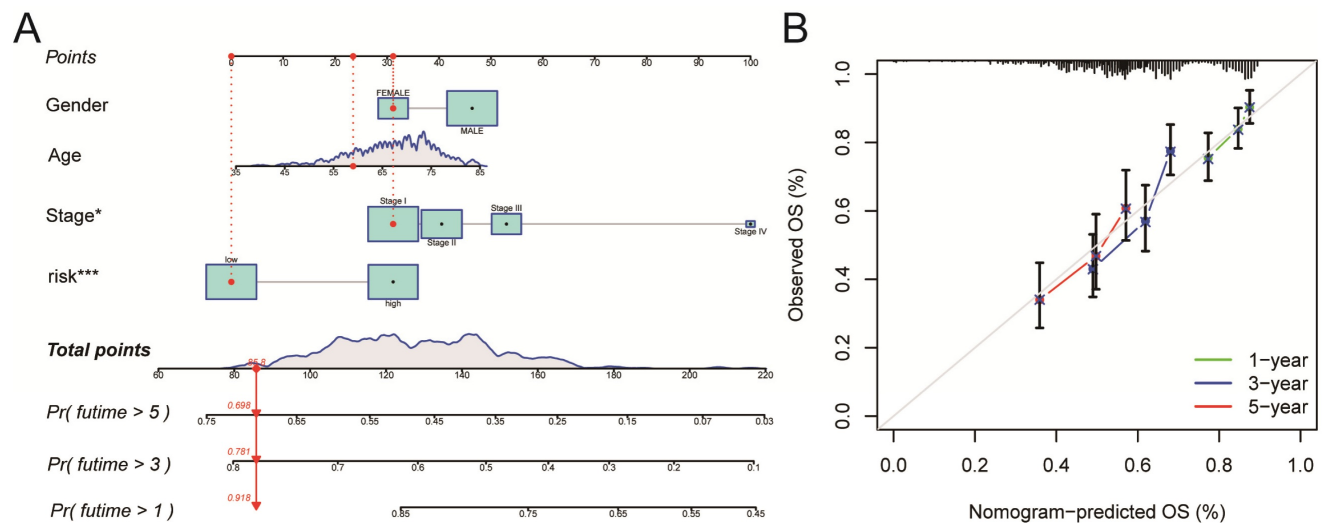 A
Points
0 10 20 30 40 50 60 70 80 90 100
Gender
FEMALE
MALE
Age
35 45 55 65 75 85
Stage*
Stage I
Stage II
Stage III
Stage IV
risk***
low
high
Total points
85.8
60 80 100 120 140 160 180 200 220
Pr( futime > 5 )
0.698
0.75 0.65 0.55 0.45 0.35 0.25 0.15 0.07 0.03
Pr( futime > 3 )
0.781
0.8 0.7 0.6 0.5 0.4 0.3 0.2 0.1
Pr( futime > 1 )
0.918
0.85 0.75 0.65 0.55 0.45
B
Observed OS (%)
1.0
0.8
0.6
0.4
0.2
0.0
1−year
3−year
5−year
0.0 0.2 0.4 0.6 0.8 1.0
Nomogram−predicted OS (%)